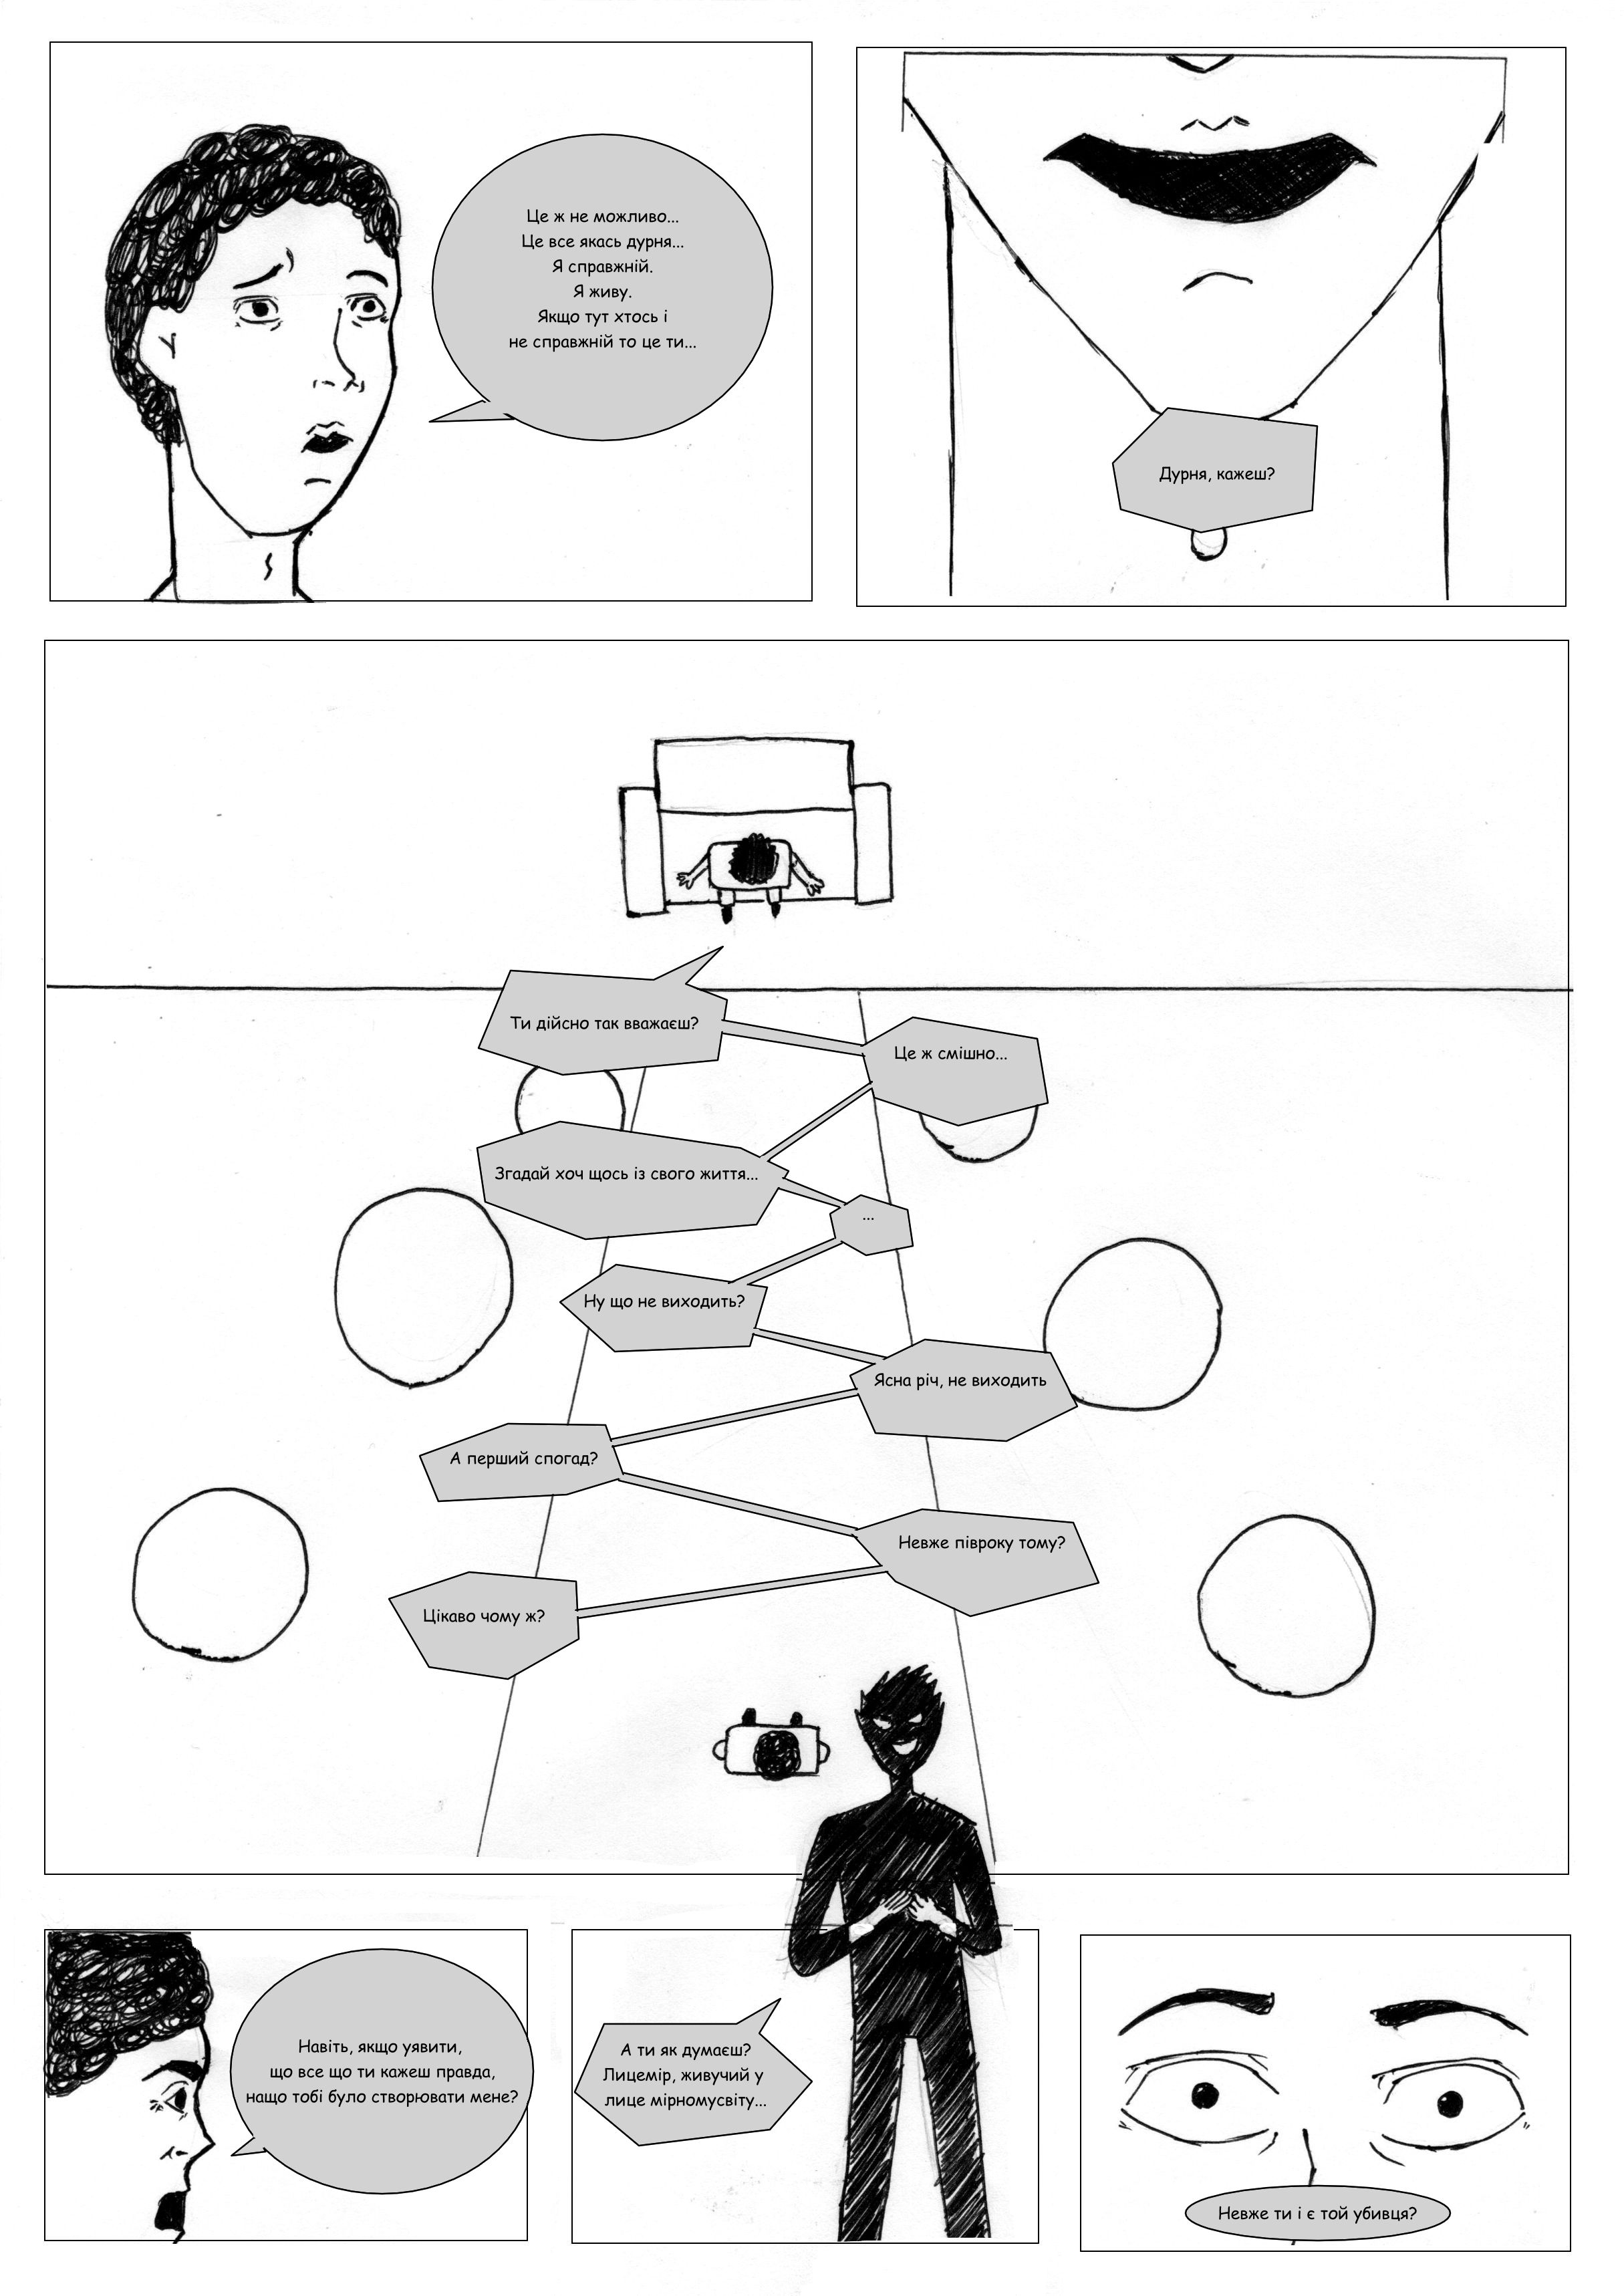 Це ж не можливо...
Це все якась дурня...
Я справжній.
Я живу.
Якщо тут хтось і
не справжній то це ти...
Дурня, кажеш?
Ти дійсно так вважаєш?
Це ж смішно...
Згадай хоч щось із свого життя...
...
Ну що не виходить?
Ясна річ, не виходить
А перший спогад?
Невже півроку тому?
Цікаво чому ж?
Навіть, якщо уявити,
що все що ти кажеш правда,
нащо тобі було створювати мене?
А ти як думаєш?
Лицемір, живучий у
лице мірномусвіту...
Невже ти і є той убивця?